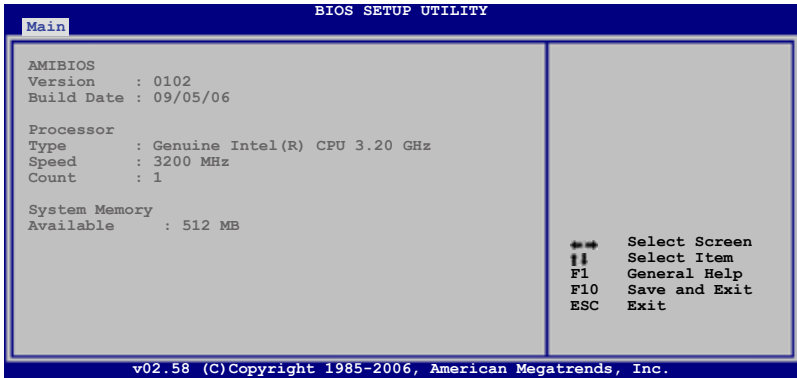 BIOS SETUP UTILITY
Main
AMIBIOS
Version : 0102
Build Date : 09/05/06
Processor
Type : Genuine Intel(R) CPU 3.20 GHz
Speed : 3200 MHz
Count : 1
System Memory
Available : 512 MB
←→ Select Screen
↑↓ Select Item
F1 General Help
F10 Save and Exit
ESC Exit
v02.58 (C)Copyright 1985-2006, American Megatrends, Inc.